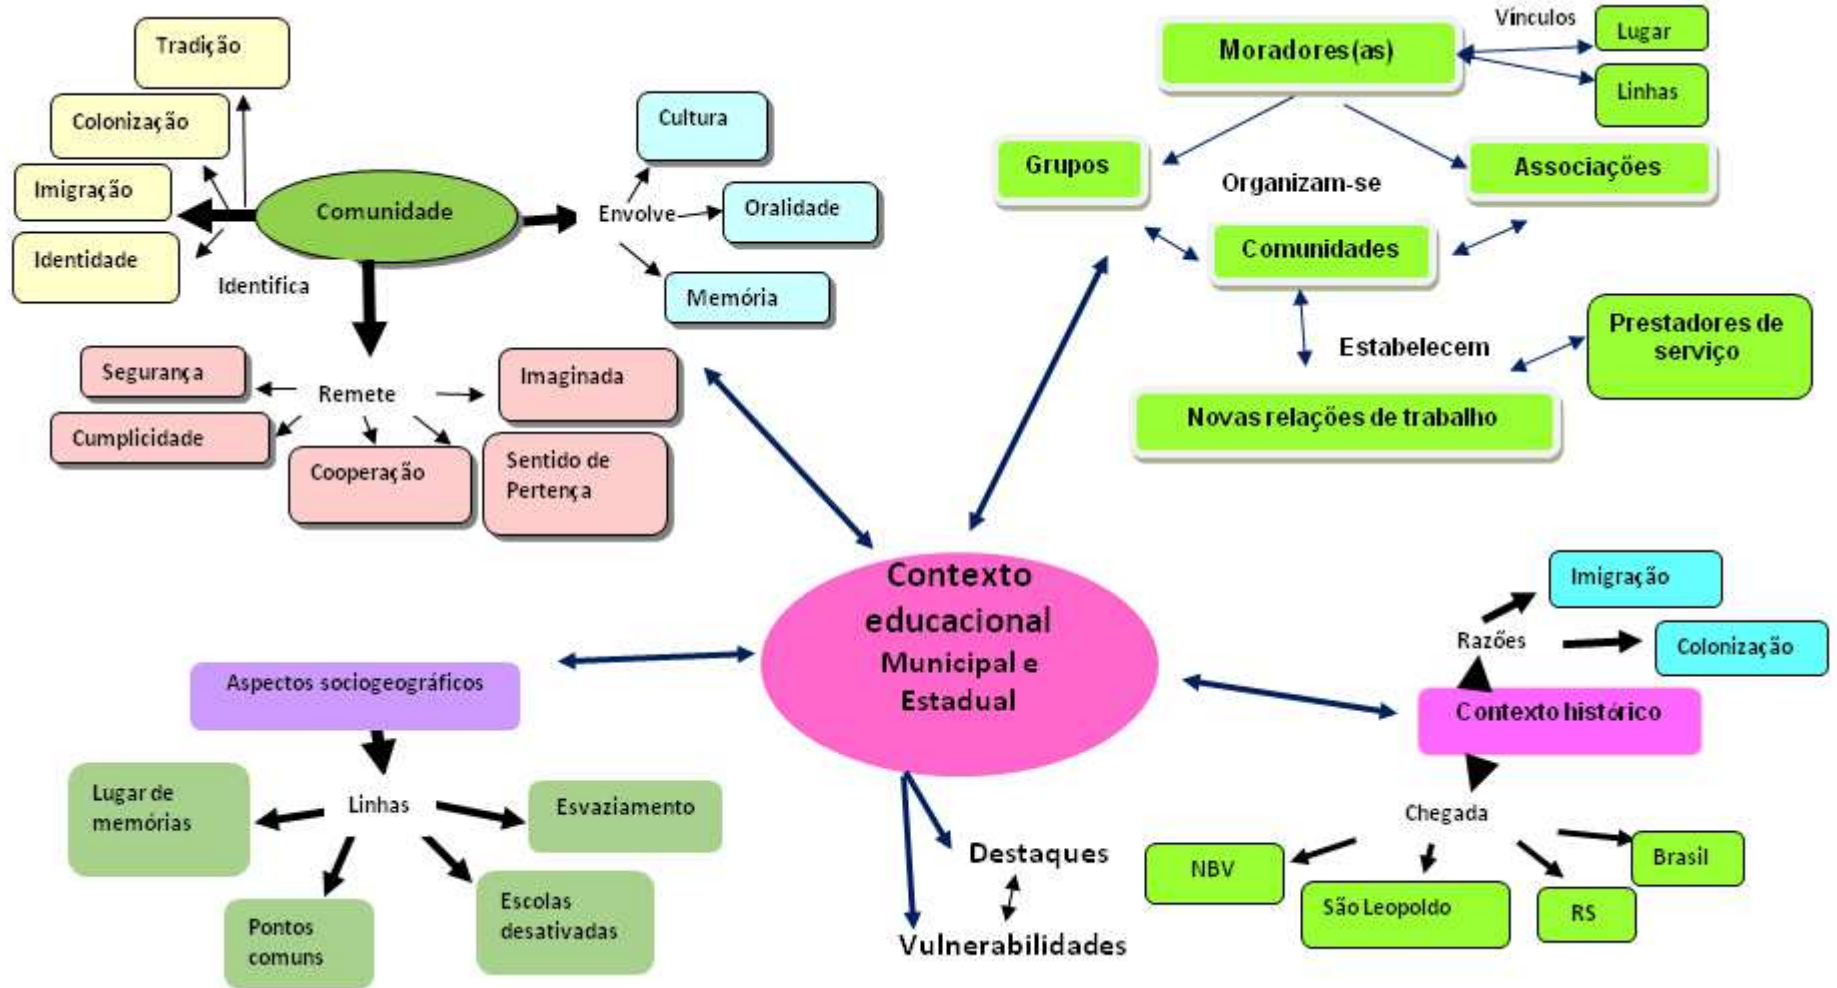 Tradição
Colonização
Imigração
Identidade
Comunidade
Identifica
Envolve
Cultura
Oralidade
Memória
Remete
Segurança
Cumplicidade
Cooperação
Imaginada
Sentido de
Pertença
Moradores(as)
Vínculos
Lugar
Linhas
Grupos
Organizam-se
Associações
Comunidades
Estabelecem
Prestadores de
serviço
Novas relações de trabalho
Contexto
educacional
Municipal e
Estadual
Aspectos sociogeográficos
Linhas
Lugar de
memórias
Pontos
comuns
Escolas
desativadas
Esvaziamento
Destaques
Vulnerabilidades
Imigração
Razões
Colonização
Contexto histórico
Chegada
NBV
São Leopoldo
RS
Brasil